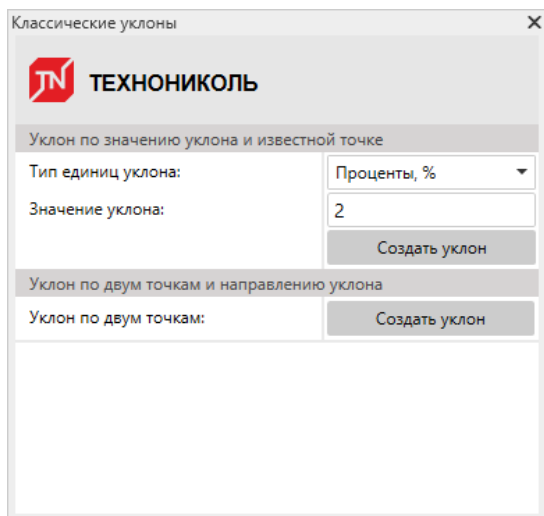 Классические уклоны
TN ТЕХНОНИКОЛЬ
Уклон по значению уклона и известной точке
Тип единиц уклона: Проценты, %
Значение уклона: 2
Создать уклон
Уклон по двум точкам и направлению уклона
Уклон по двум точкам: Создать уклон